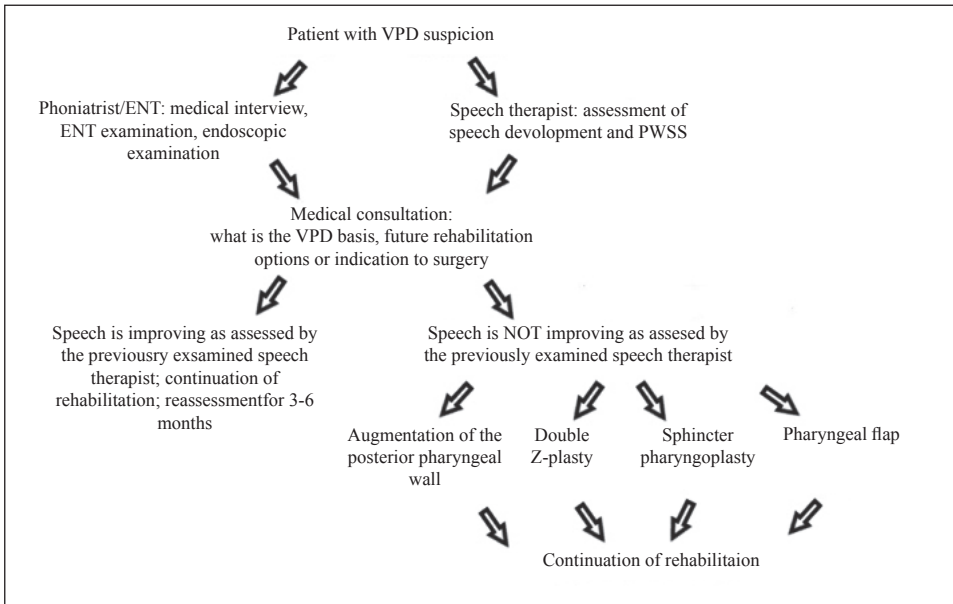 Patient with VPD suspicion
Phoniatrist/ENT: medical interview,
ENT examination, endoscopic
examination
Speech therapist: assessment of
speech devolopment and PWSS
Medical consultation:
what is the VPD basis, future rehabilitation
options or indication to surgery
Speech is improving as assessed by
the previousry exsamined speech
therapist; continuation of
rehabilitation; reassessmentfor 3-6
months
Speech is NOT improving as assesed by
the previously examined speech therapist
Augmentation of the
posterior pharyngeal
wall
Double
Z-plasty
Sphincter
pharyngoplasty
Pharyngeal flap
Continuation of rehabilitaion